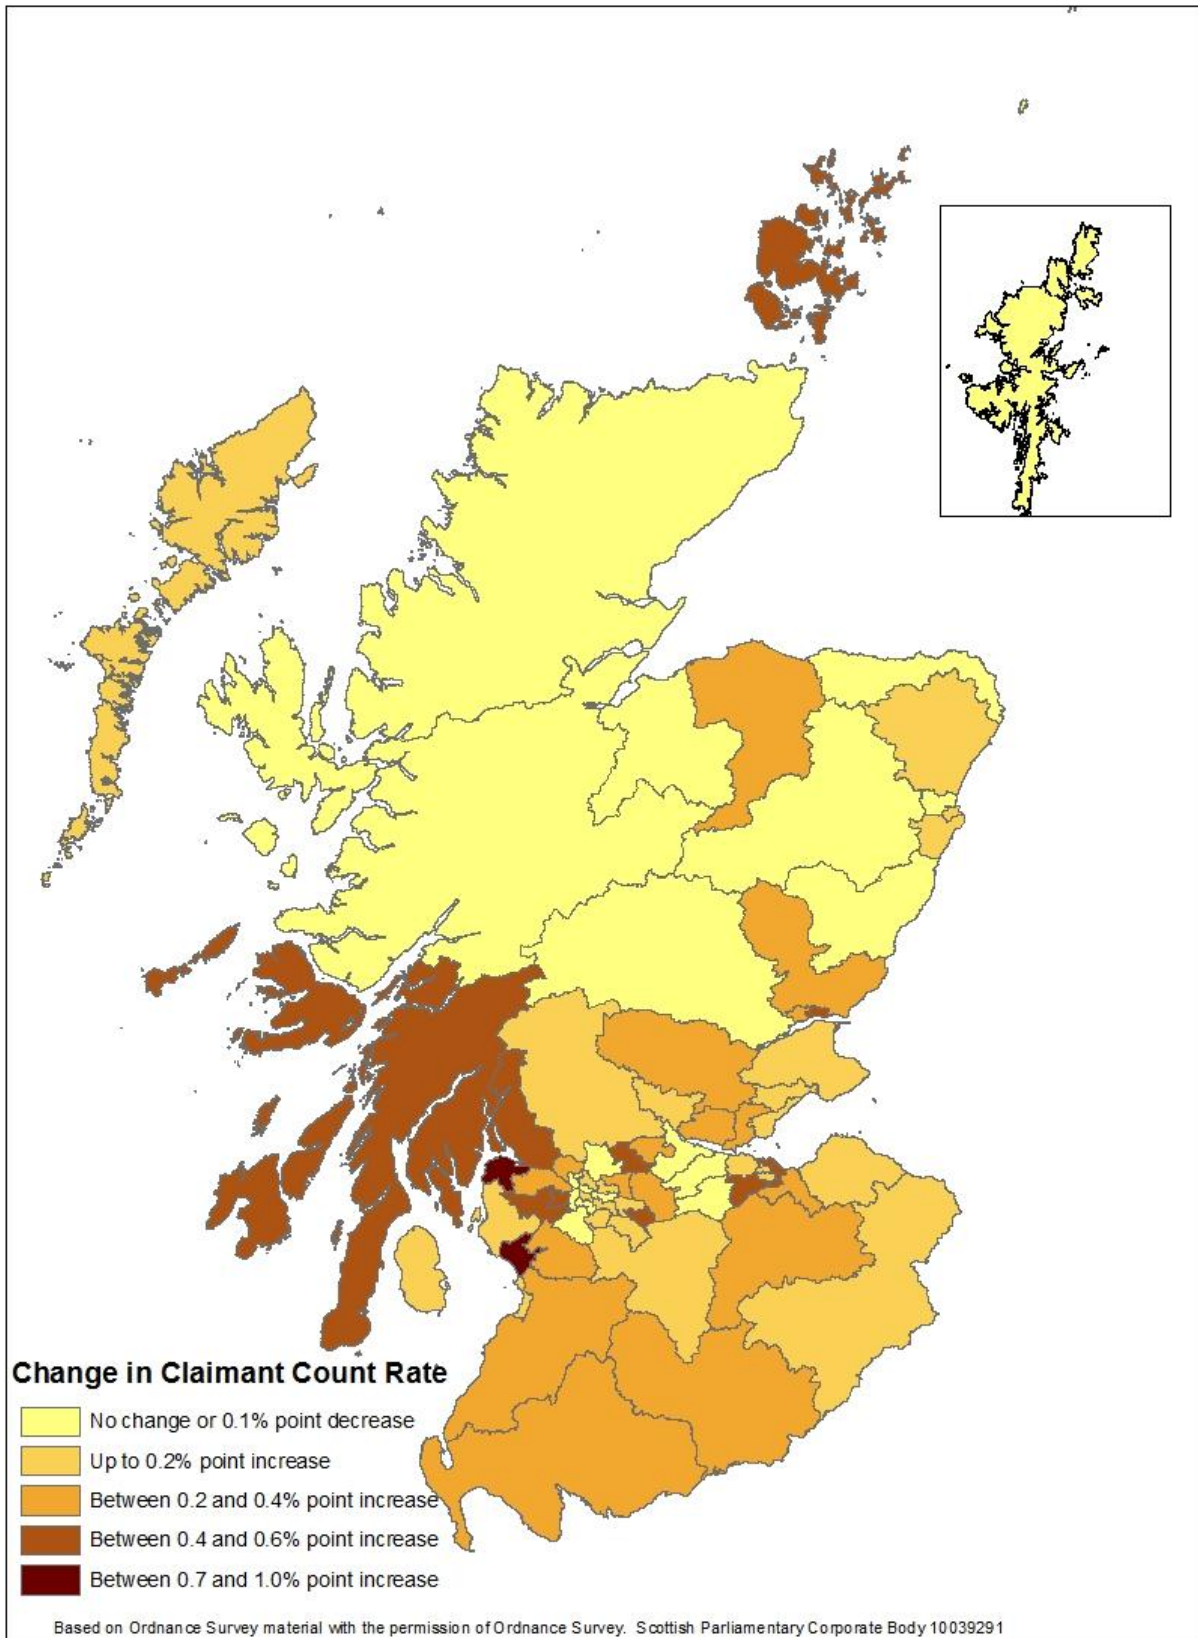 Change in Claimant Count Rate
No change or 0.1% point decrease
Up to 0.2% point increase
Between 0.2 and 0.4% point increase
Between 0.4 and 0.6% point increase
Between 0.7 and 1.0% point increase
Based on Ordnance Survey material with the permission of Ordnance Survey. Scottish Parliamentary Corporate Body 10039291